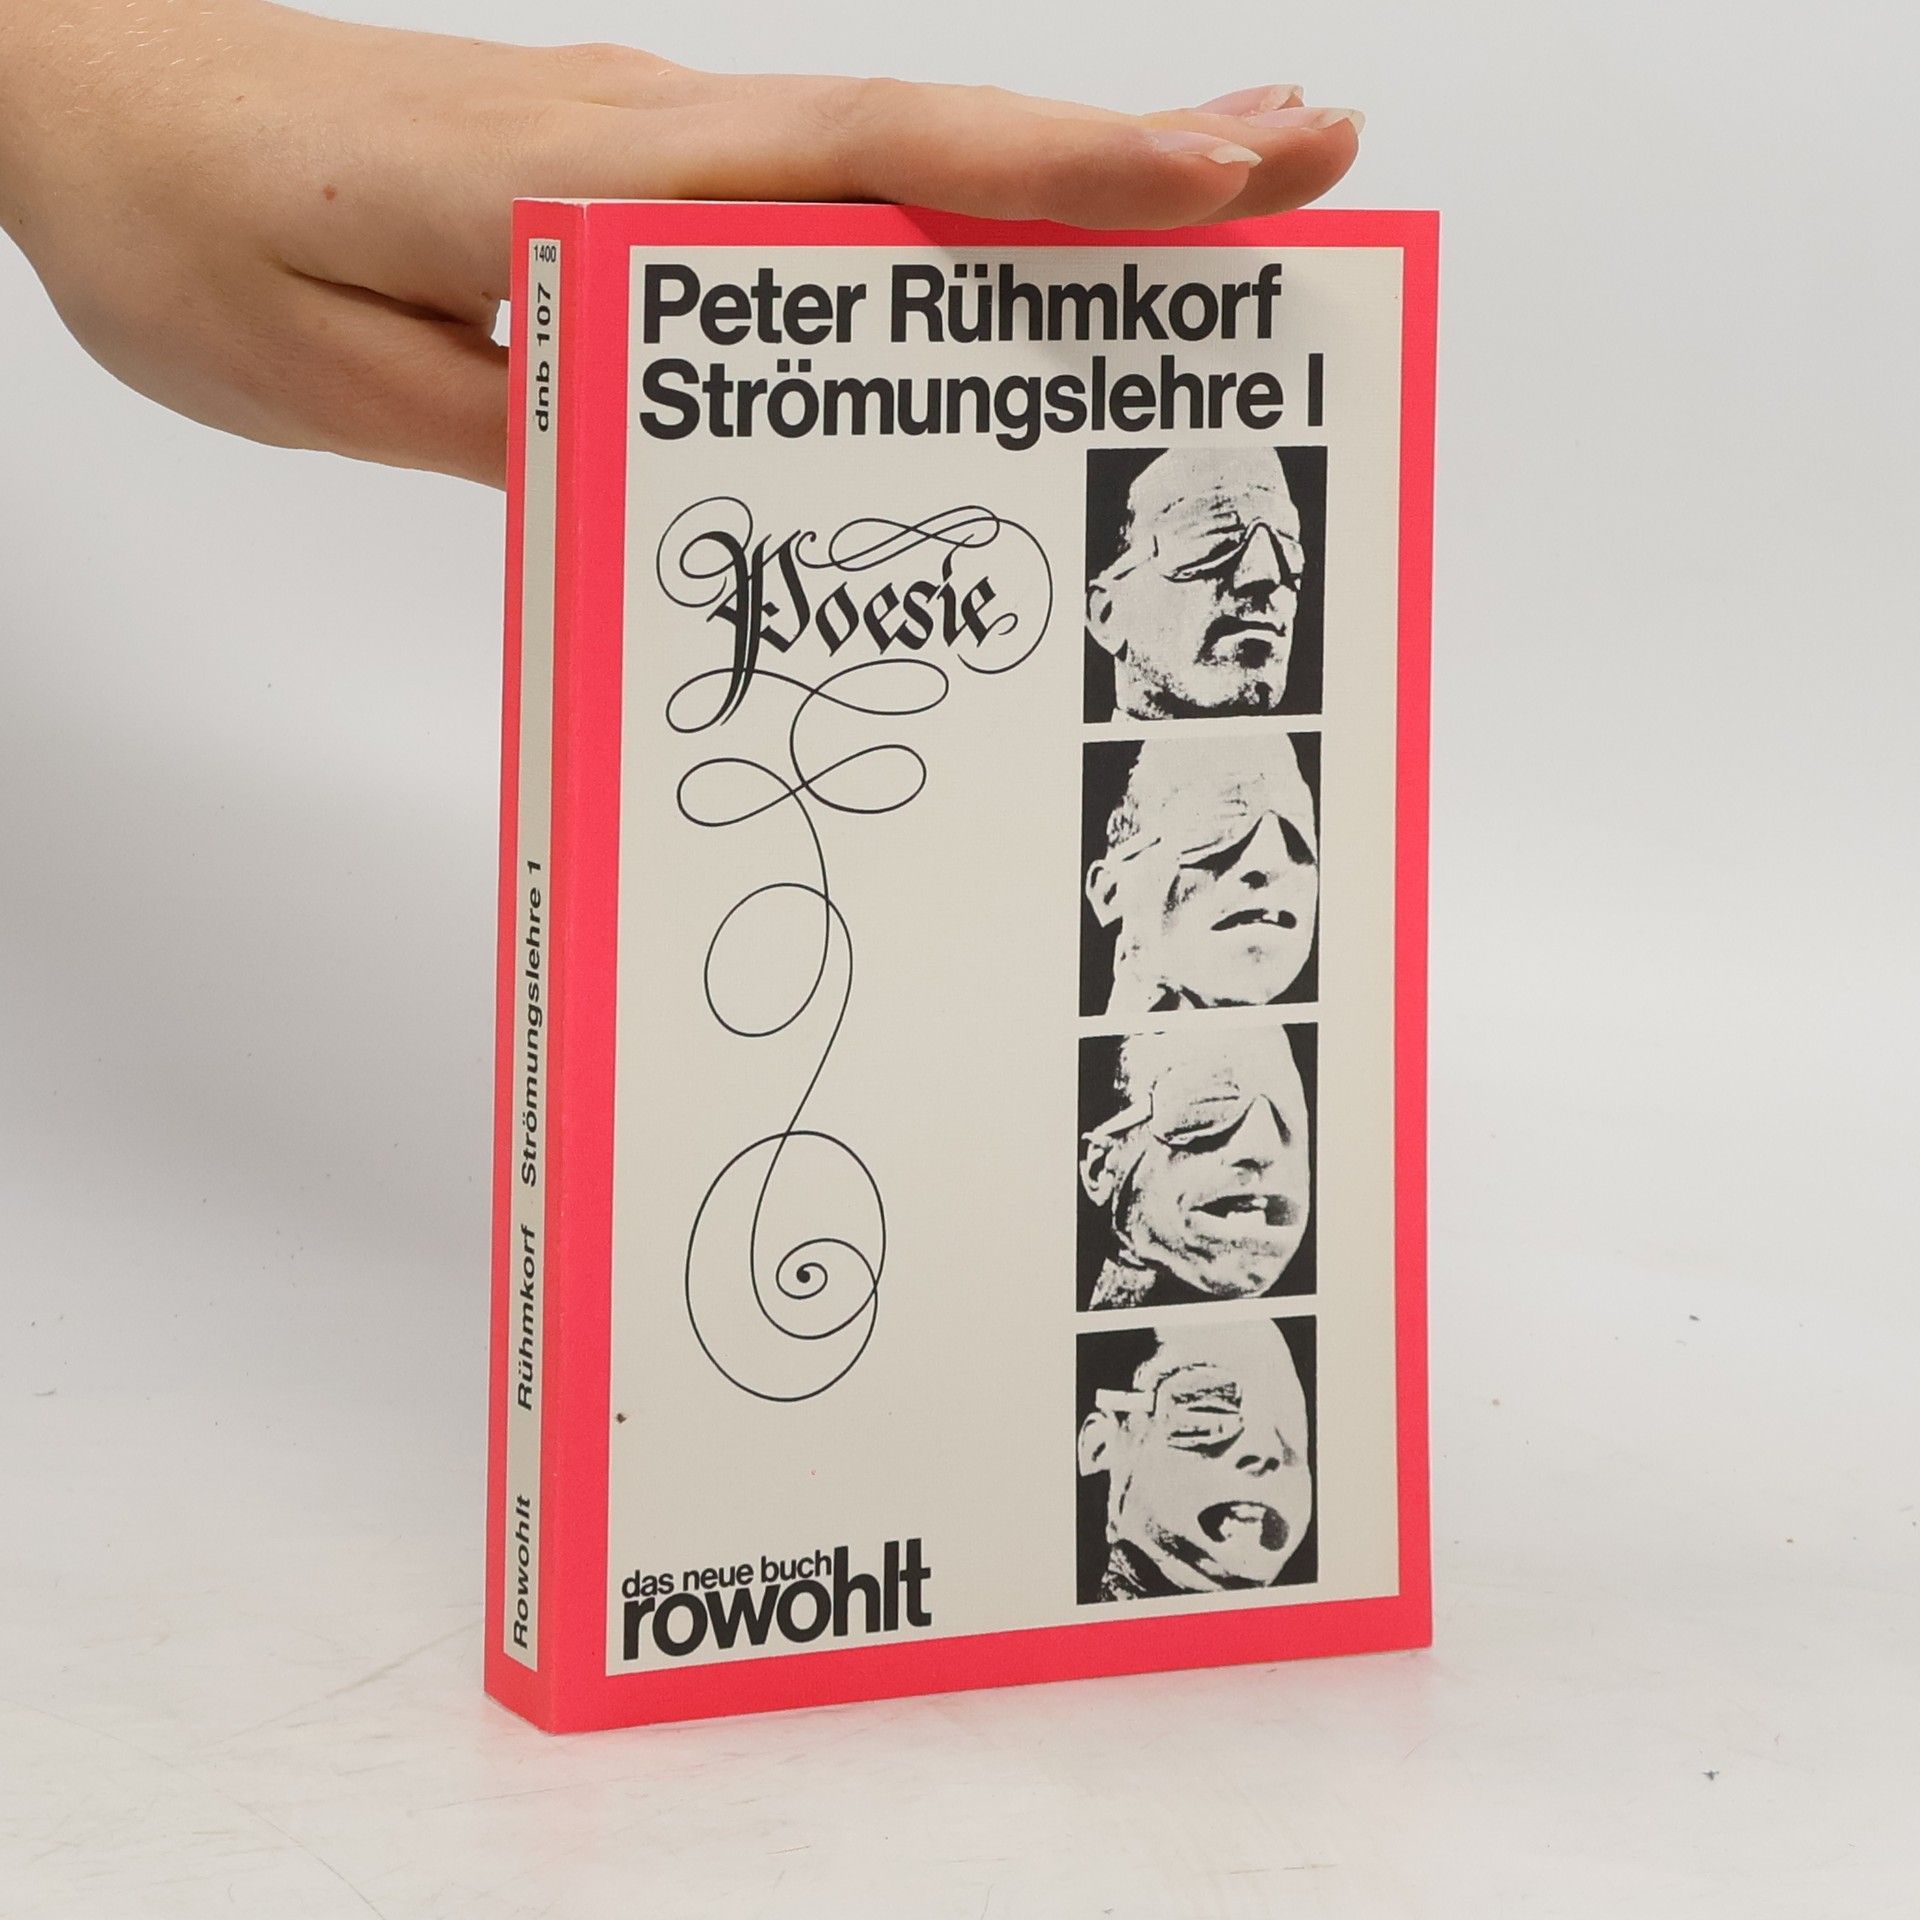 Peter Rühmkorf
Strömungslehre I
Poesie
das neue buch
rowohlt
1400
dnb 107
Strömungslehre 1
Rühmkorf
Rowohlt